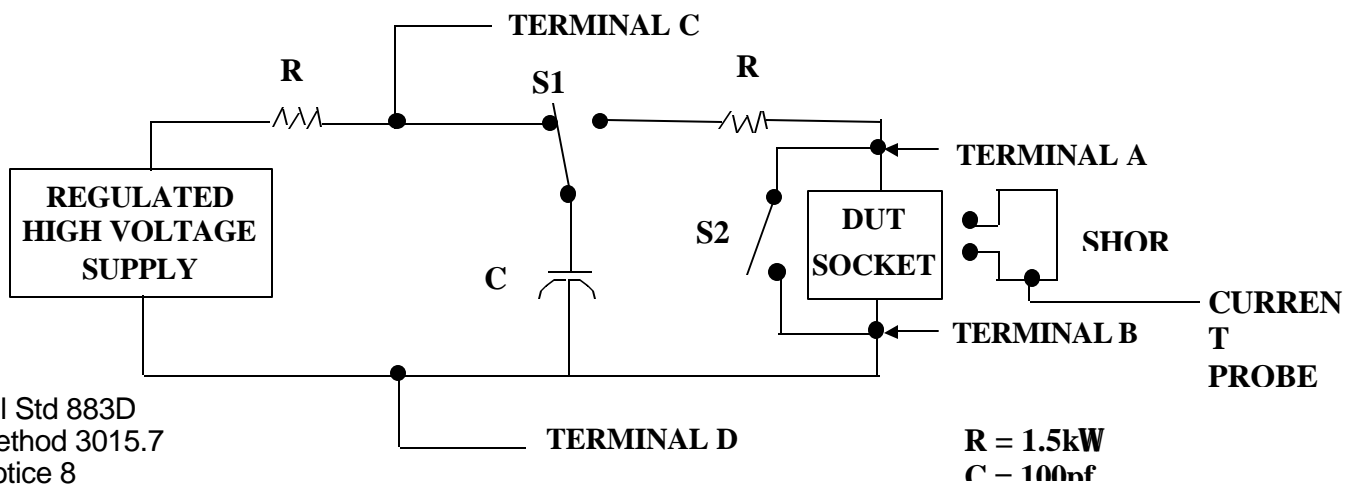 TERMINAL C
R
R
S1
TERMINAL A
REGULATED
HIGH VOLTAGE
SUPPLY
S2
DUT
SOCKET
SHOR
C
CURREN
T
PROBE
TERMINAL B
l Std 883D
ethod 3015.7
otice 8
TERMINAL D
R = 1.5kW
C = 100pf